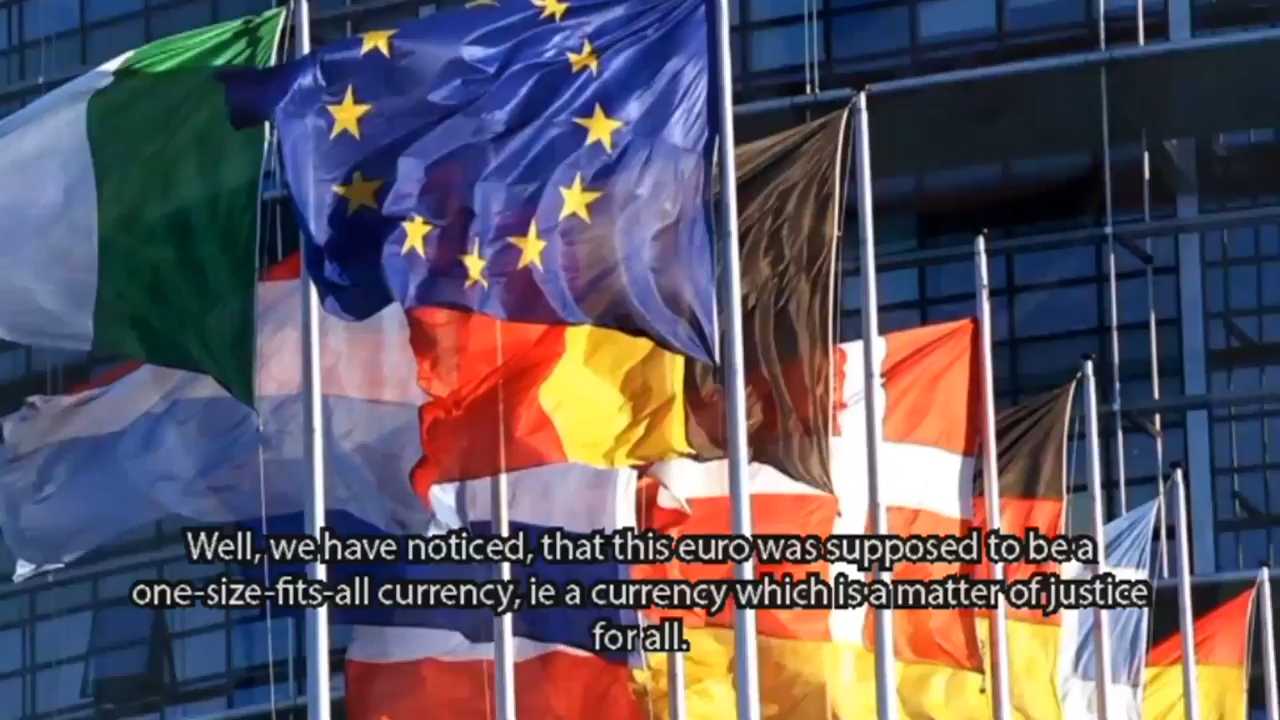 Well, we have noticed, that this euro was supposed to be a
one-size-fits-all currency, ie a currency which is a matter of justice
for all.